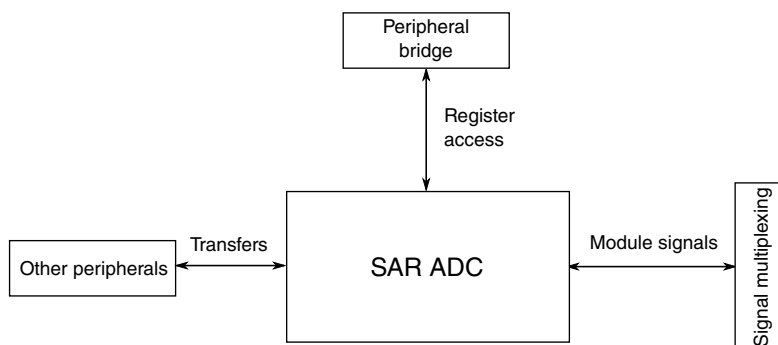 Peripheral
bridge
Register
access
Transfers
Other peripherals
SAR ADC
Module signals
Signal multiplexing